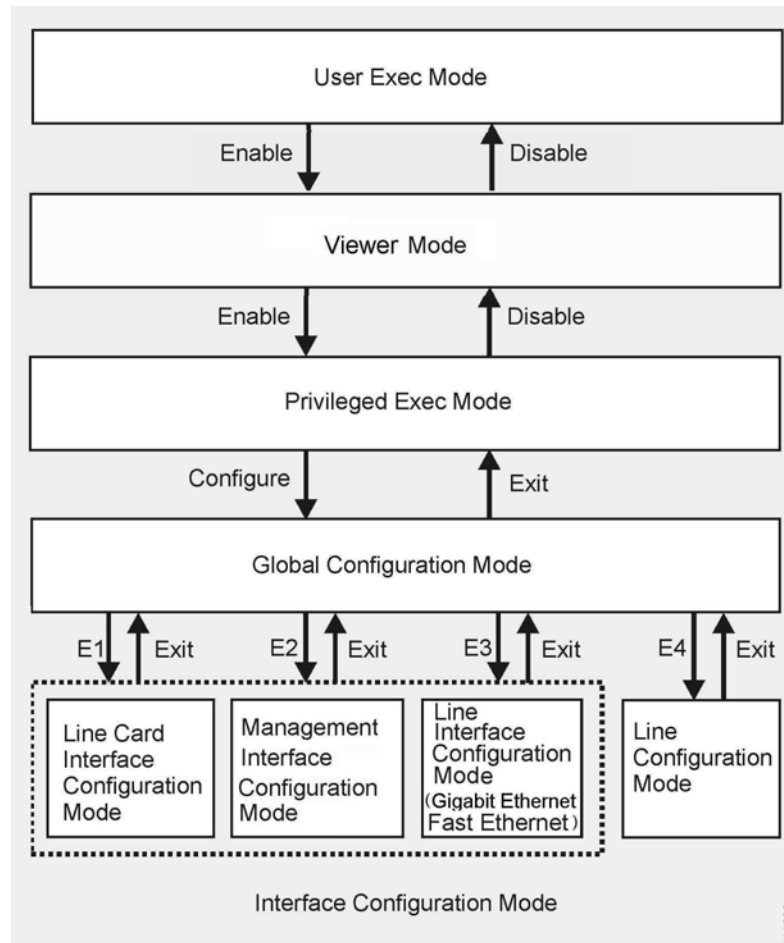 User Exec Mode
Enable
Disable
Viewer Mode
Enable
Disable
Privileged Exec Mode
Configure
Exit
Global Configuration Mode
E1
Exit
E2
Exit
E3
Exit
E4
Exit
Line Card
Interface
Configuration
Mode
Management
Interface
Configuration
Mode
Line
Interface
Configuration
Mode
(Gigabit Ethernet
Fast Ethernet)
Line
Configuration
Mode
Interface Configuration Mode